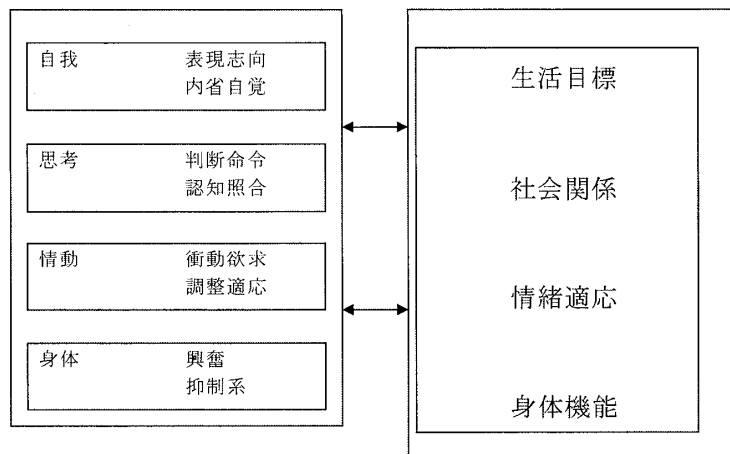 自我 表現志向
内省自覚
思考 判断命令
認知照合
情動 衝動欲求
調整適応
身体 興奮
抑制系
生活目標
社会関係
情緒適応
身体機能